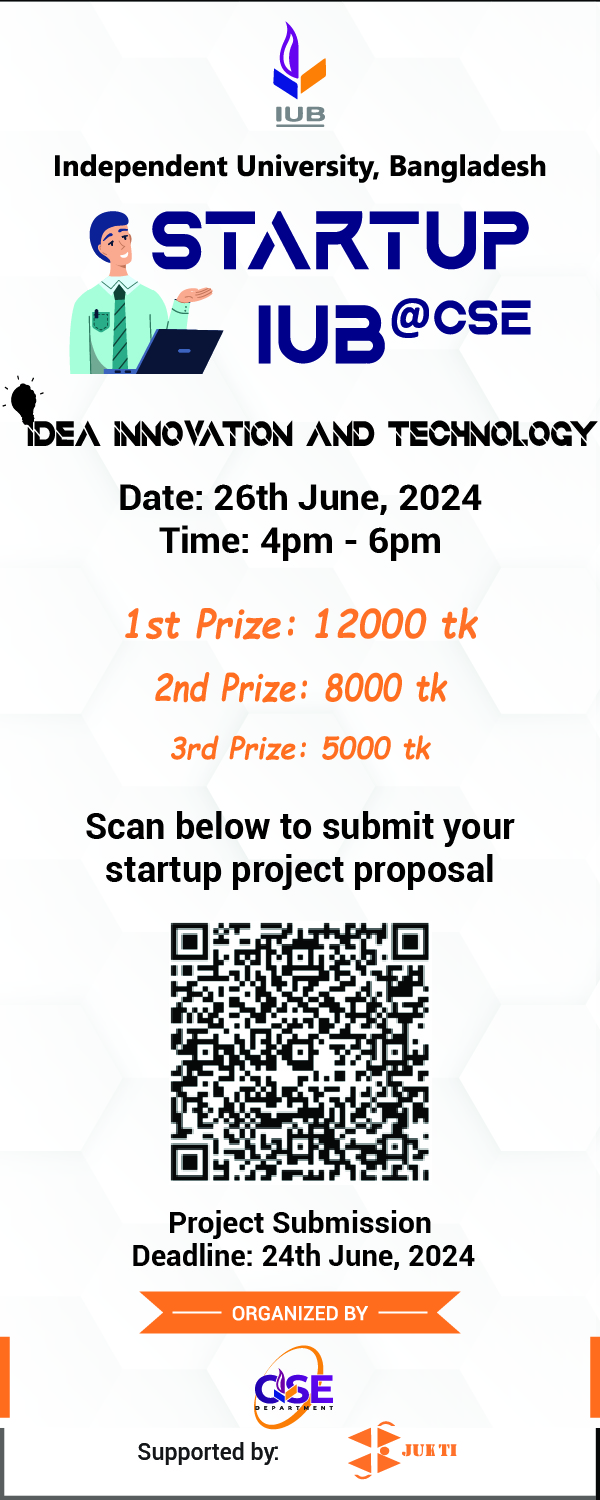 IUB
Independent University, Bangladesh
STARTUP
IUB @CSE
IDEA INNOVATION AND TECHNOLOGY
Date: 26th June, 2024
Time: 4pm - 6pm
1st Prize: 12000 tk
2nd Prize: 8000 tk
3rd Prize: 5000 tk
Scan below to submit your
startup project proposal
Project Submission
Deadline: 24th June, 2024
ORGANIZED BY
CSE
DEPARTMENT
Supported by: JUKTI